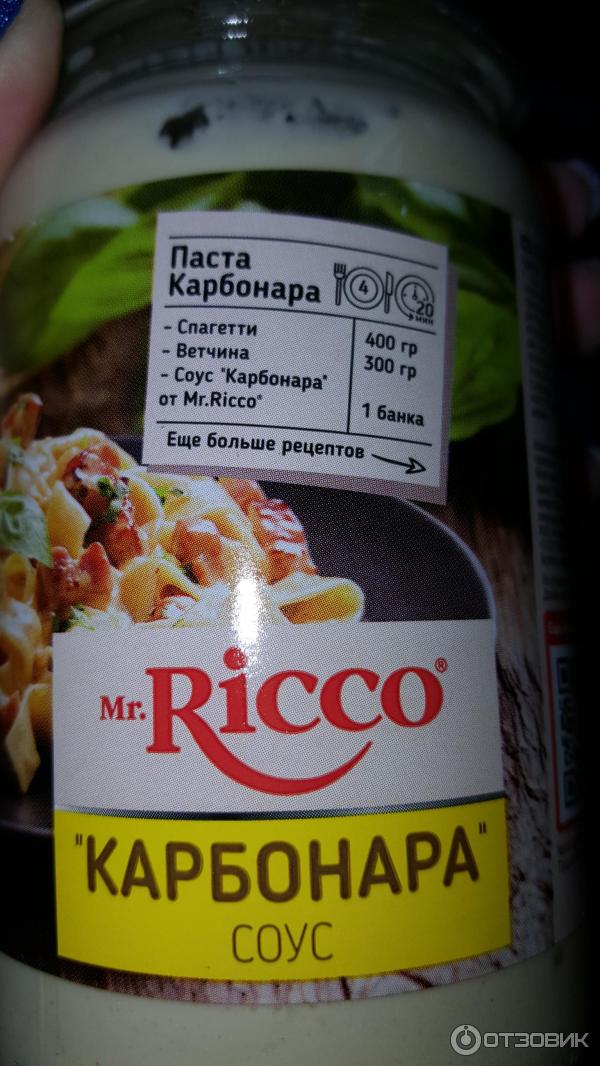 Паста
Карбонара
4
20
мин
- Спагетти 400 гр
- Ветчина 300 гр
- Соус "Карбонара"
от Mr.Ricco® 1 банка
Еще больше рецептов
Mr. Ricco®
"КАРБОНАРА"
СОУС
ОТЗОВИК